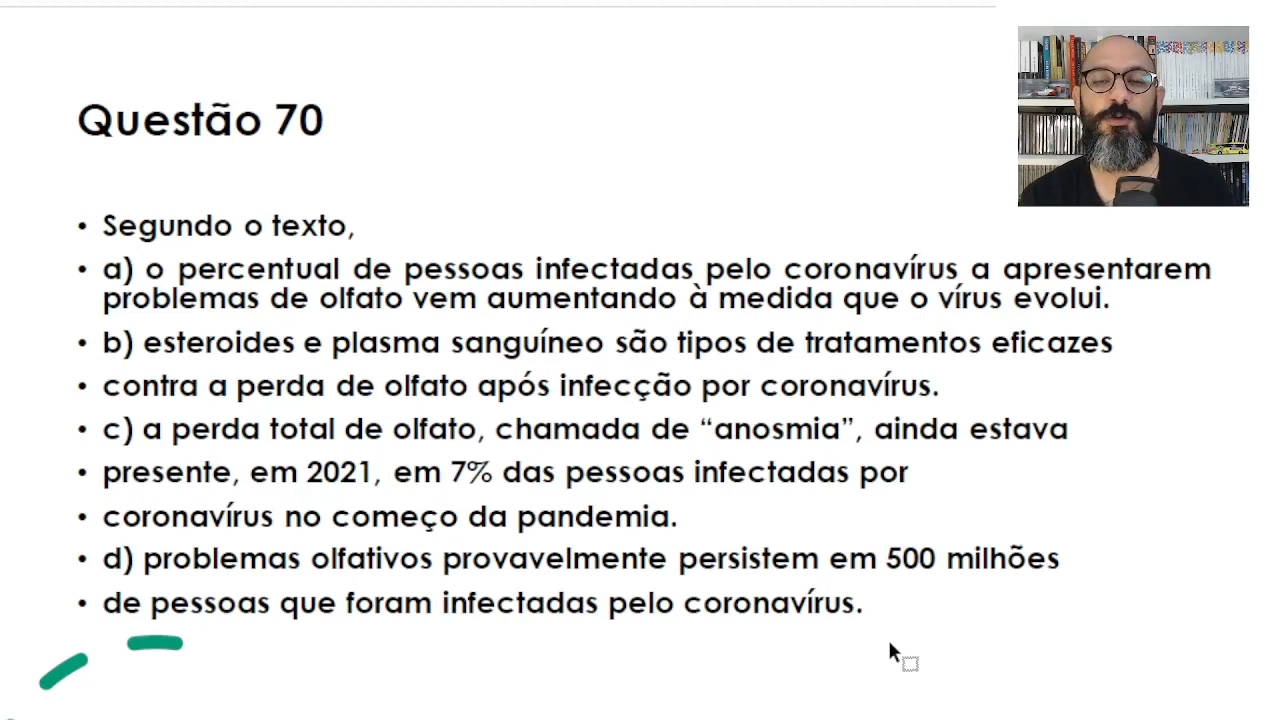 Questão 70
• Segundo o texto,
• a) o percentual de pessoas infectadas pelo coronavírus a apresentarem
problemas de olfato vem aumentando à medida que o vírus evolui.
• b) esteroides e plasma sanguíneo são tipos de tratamentos eficazes
• contra a perda de olfato após infecção por coronavírus.
• c) a perda total de olfato, chamada de “anosmia”, ainda estava
• presente, em 2021, em 7% das pessoas infectadas por
• coronavírus no começo da pandemia.
• d) problemas olfativos provavelmente persistem em 500 milhões
• de pessoas que foram infectadas pelo coronavírus.